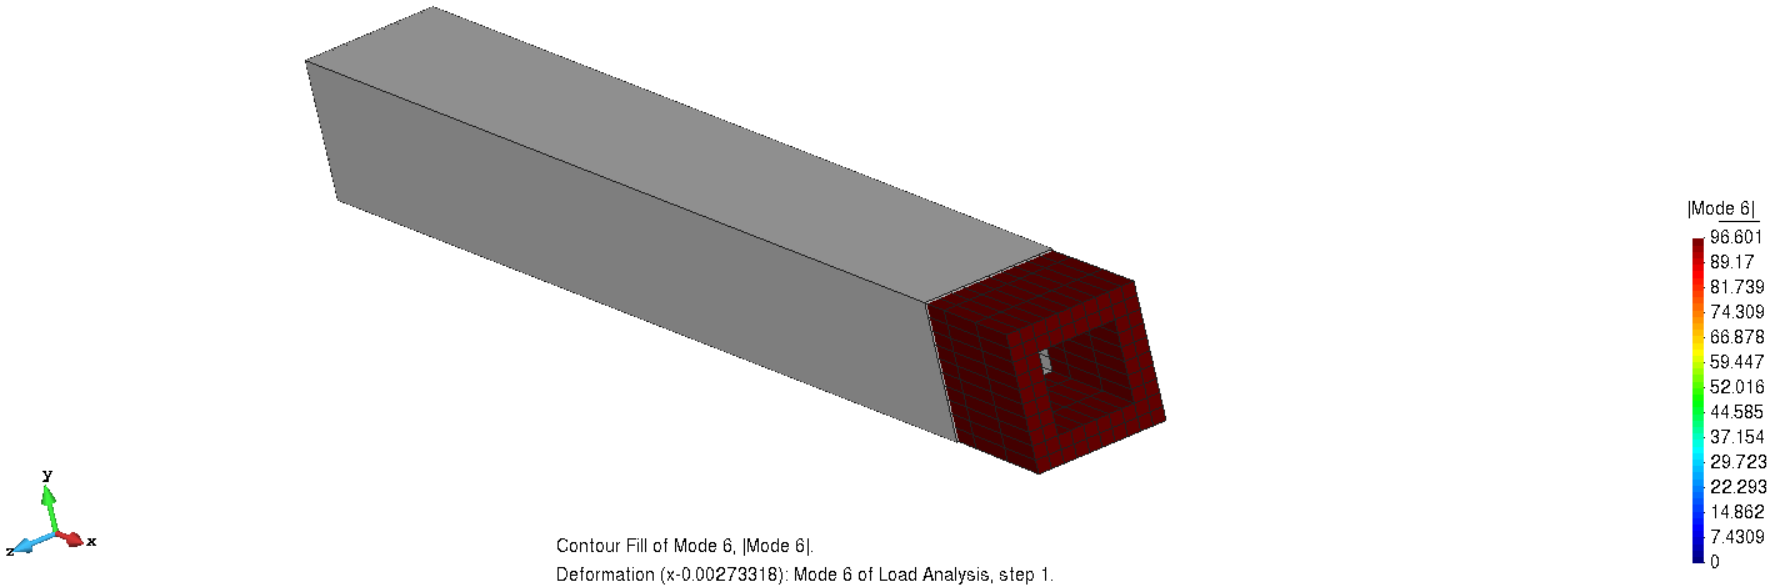 |Mode 6|
96.601
89.17
81.739
74.309
66.878
59.447
52.016
44.585
37.154
29.723
22.293
14.862
7.4309
0
y
z
x
Contour Fill of Mode 6, |Mode 6|.
Deformation (x-0.00273318): Mode 6 of Load Analysis, step 1.